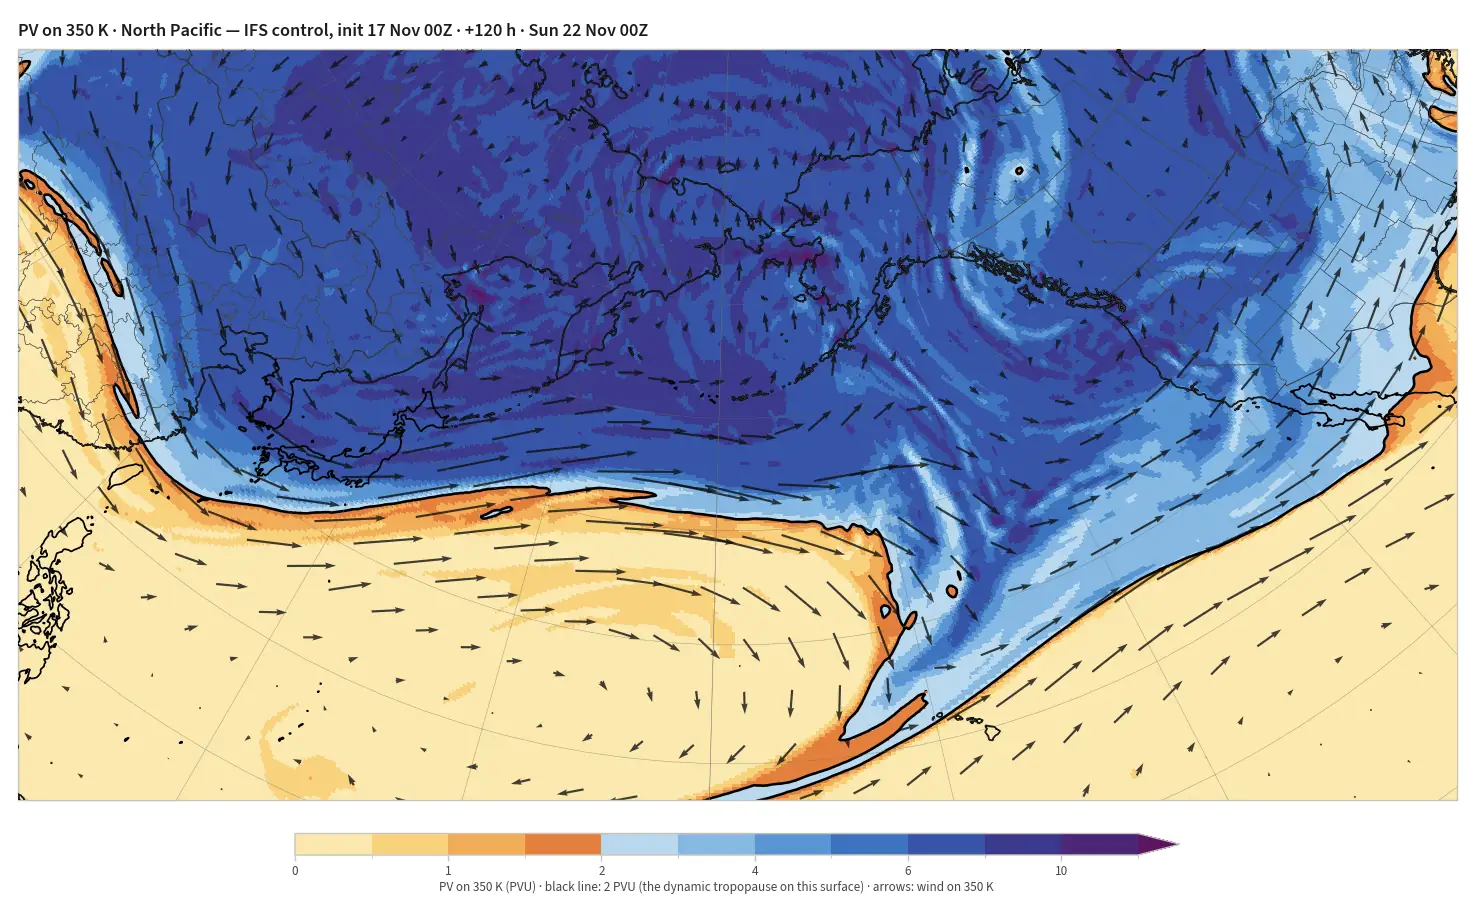 PV on 350 K · North Pacific — IFS control, init 17 Nov 00Z · +120 h · Sun 22 Nov 00Z
0 1 2 4 6 10
PV on 350 K (PVU) · black line: 2 PVU (the dynamic tropopause on this surface) · arrows: wind on 350 K